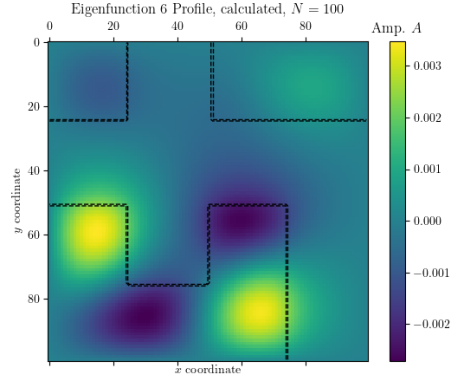 Eigenfunction 6 Profile, calculated, N = 100
Amp. A
0 20 40 60 80
0
20
40
60
80
y coordinate
x coordinate
0.003
0.002
0.001
0.000
−0.001
−0.002